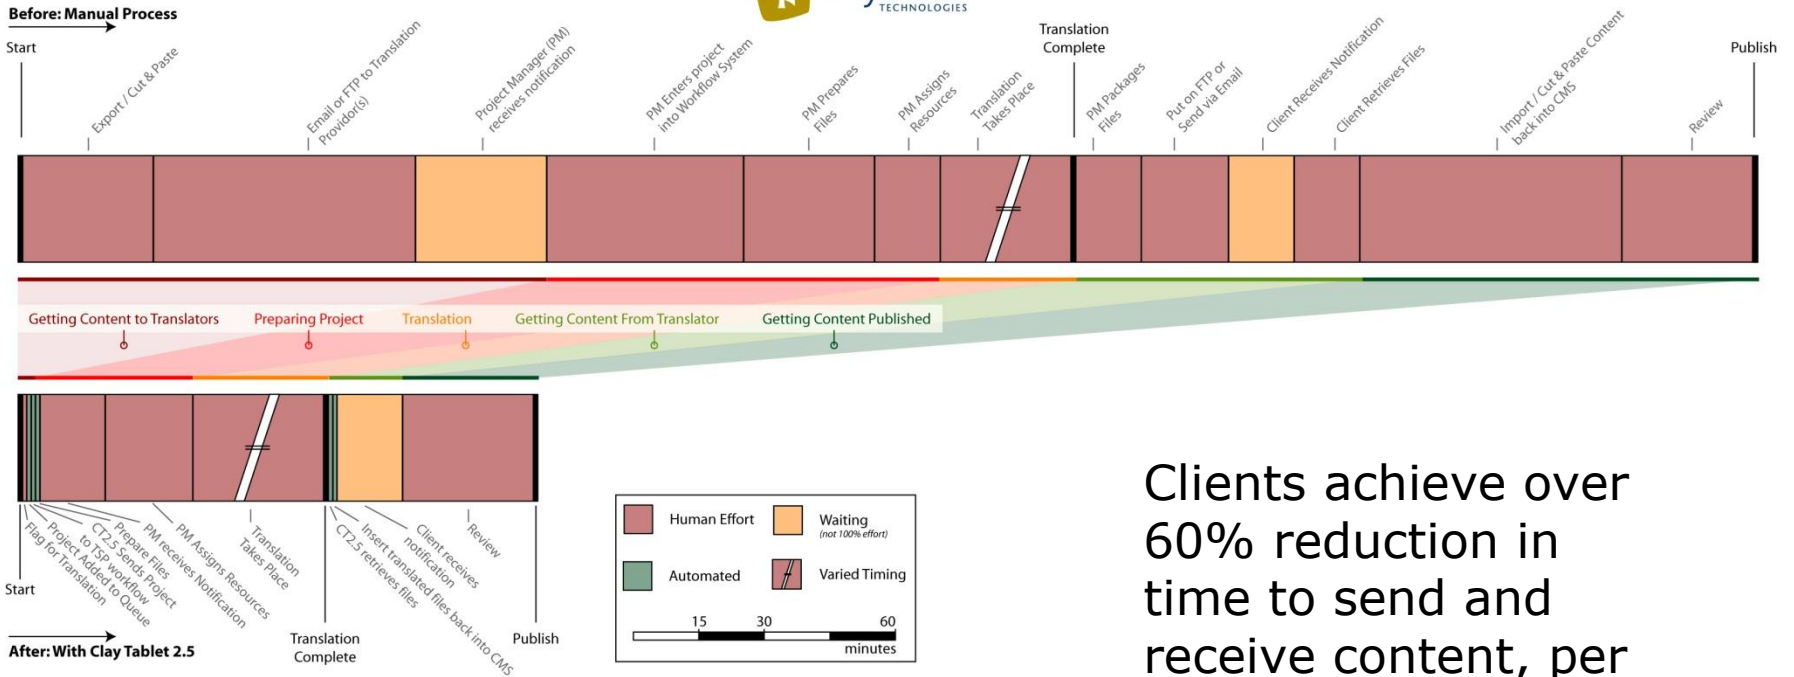 Before: Manual Process
TECHNOLOGIES
Start
Export / Cut & Paste
Email or FTP to Translation
Providor(s)
Project Manager (PM)
receives notification
PM Enters project
into Workflow System
PM Prepares
Files
PM Assigns
Resources
Translation
Takes Place
Translation
Complete
PM Packages
Files
Put on FTP or
Send via Email
Client Receives Notification
Client Retrieves Files
Import / Cut & Paste Content
back into CMS
Review
Publish
Getting Content to Translators
Preparing Project
Translation
Getting Content From Translator
Getting Content Published
Start
Flag for Translation
Project Added to Queue
CT2.5 Sends Project
to TSP workflow
Prepare Files
PM receives Notification
PM Assigns Resources
Translation
Takes Place
Translation
Complete
CT2.5 retrieves files
Insert translated files back into CMS
Client receives
notification
Review
Publish
After: With Clay Tablet 2.5
Human Effort
Waiting
(not 100% effort)
Automated
Varied Timing
15 30 60
minutes
Clients achieve over
60% reduction in
time to send and
receive content, per